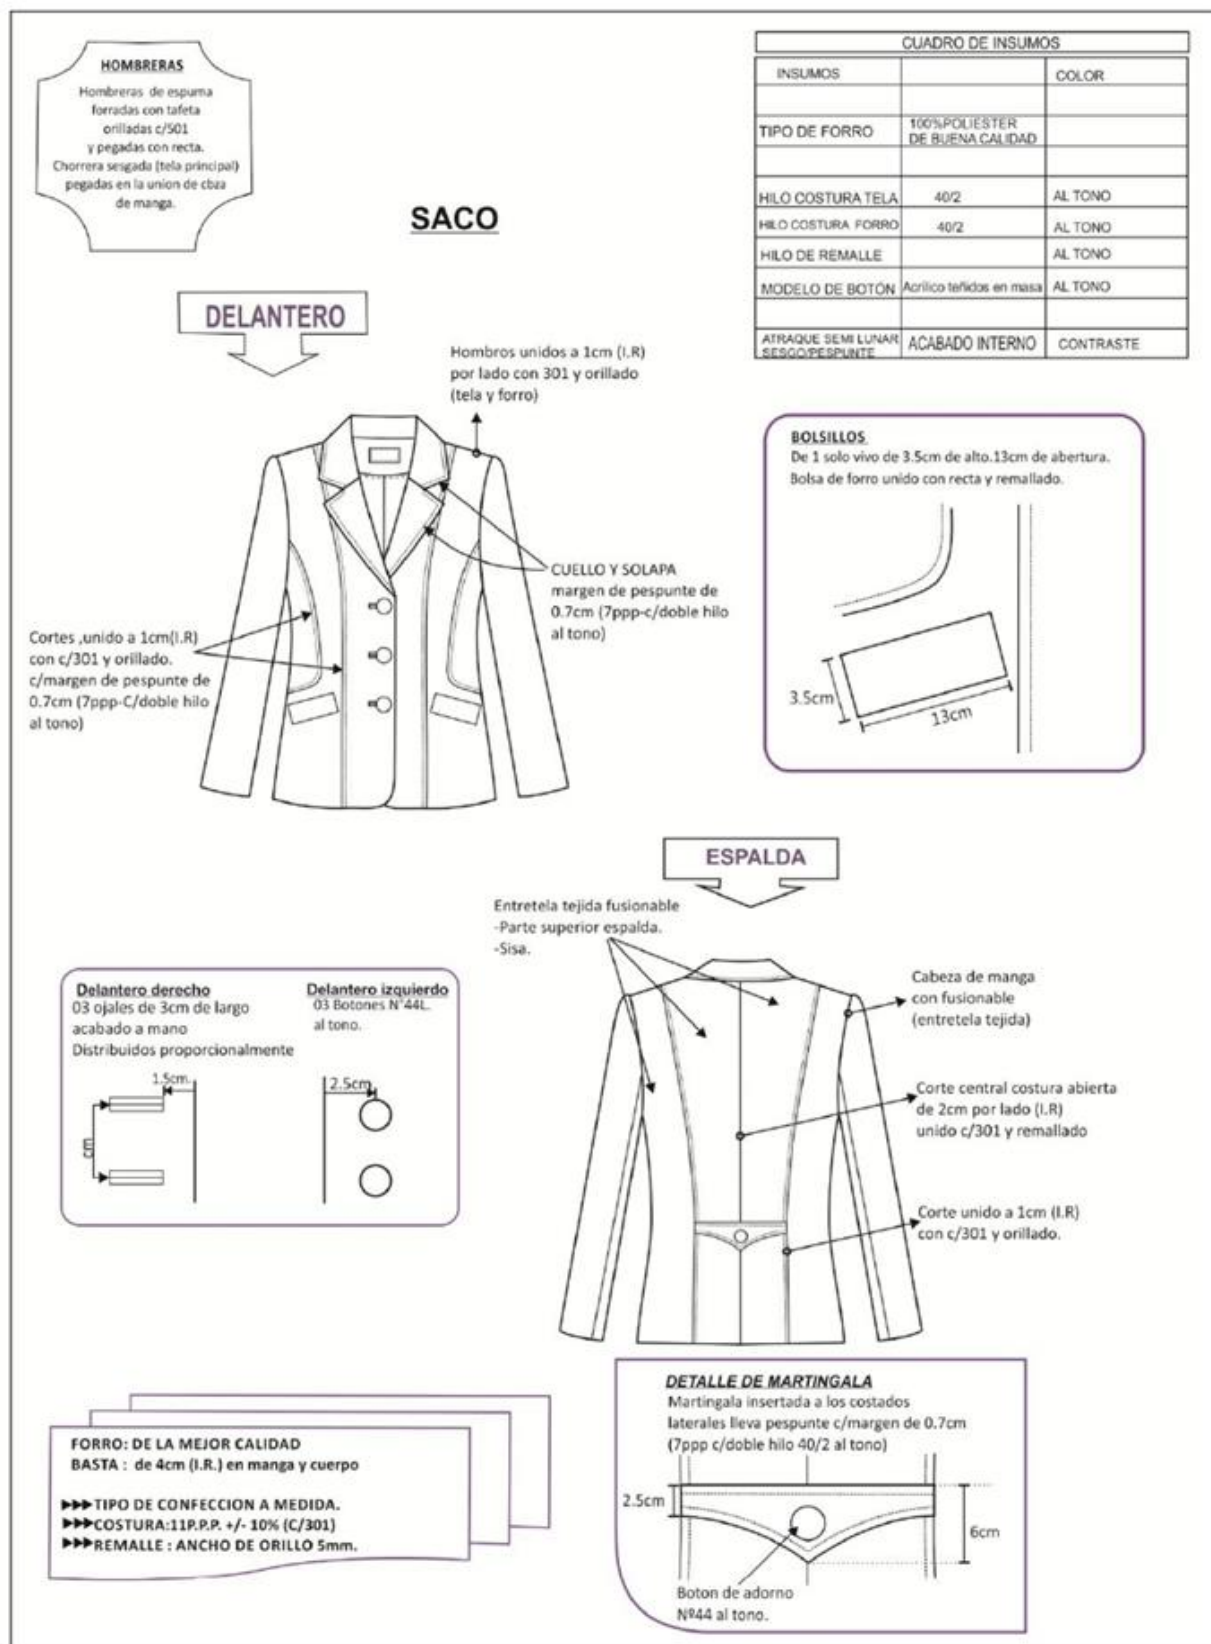 HOMBRERAS
Hombreras de espuma
forradas con tafeta
orilladas c/501
y pegadas con recta.
Chorrera sesgada (tela principal)
pegadas en la union de cbza
de manga.
SACO
CUADRO DE INSUMOS
INSUMOS COLOR
TIPO DE FORRO 100%POLIESTER
DE BUENA CALIDAD
HILO COSTURA TELA 40/2 AL TONO
HILO COSTURA FORRO 40/2 AL TONO
HILO DE REMALLE AL TONO
MODELO DE BOTÓN Acrilico teñidos en masa AL TONO
ATRAQUE SEMI LUNAR
SESGO/PESPUNTE ACABADO INTERNO CONTRASTE
DELANTERO
Hombros unidos a 1cm (I.R)
por lado con 301 y orillado
(tela y forro)
CUELLO Y SOLAPA
margen de pespunte de
0.7cm (7ppp-c/doble hilo
al tono)
Cortes ,unido a 1cm(I.R)
con c/301 y orillado.
c/margen de pespunte de
0.7cm (7ppp-C/doble hilo
al tono)
BOLSILLOS
De 1 solo vivo de 3.5cm de alto.13cm de abertura.
Bolsa de forro unido con recta y remallado.
3.5cm
13cm
ESPALDA
Entretela tejida fusionable
-Parte superior espalda.
-Sisa.
Cabeza de manga
con fusionable
(entretela tejida)
Corte central costura abierta
de 2cm por lado (I.R)
unido c/301 y remallado
Corte unido a 1cm (I.R)
con c/301 y orillado.
Delantero derecho
03 ojales de 3cm de largo
acabado a mano
Distribuidos proporcionalmente
1.5cm.
cm
Delantero izquierdo
03 Botones N°44L.
al tono.
2.5cm
FORRO: DE LA MEJOR CALIDAD
BASTA : de 4cm (I.R.) en manga y cuerpo
▶▶▶TIPO DE CONFECCION A MEDIDA.
▶▶▶COSTURA:11P.P.P. +/- 10% (C/301)
▶▶▶REMALLE : ANCHO DE ORILLO 5mm.
DETALLE DE MARTINGALA
Martingala insertada a los costados
laterales lleva pespunte c/margen de 0.7cm
(7ppp c/doble hilo 40/2 al tono)
2.5cm
6cm
Boton de adorno
Nº44 al tono.